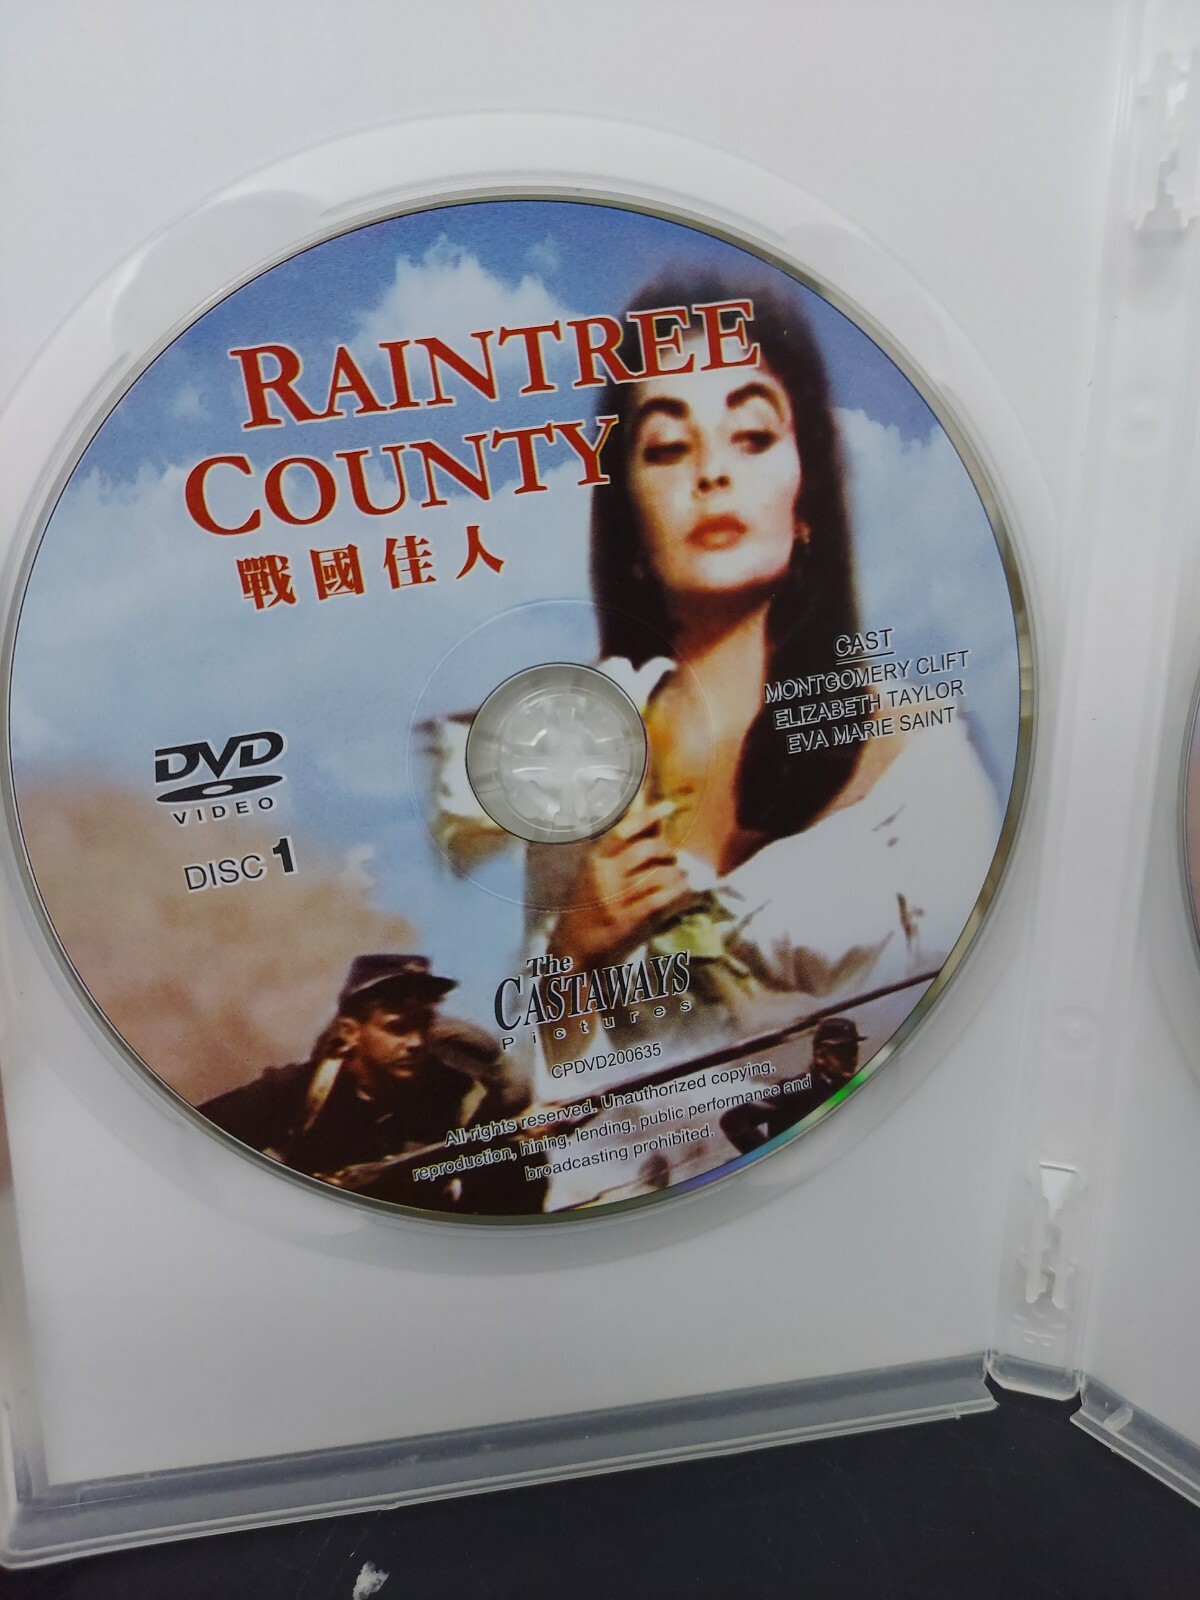 RAINTREE
COUNTY
戰國佳人
CAST
MONTGOMERY CLIFT
ELIZABETH TAYLOR
EVA MARIE SAINT
DVD
VIDEO
DISC 1
The
CASTAWAYS
Pictures
CPDVD200635
All rights reserved. Unauthorized copying,
reproduction, hining, lending, public performance and
broadcasting prohibited.